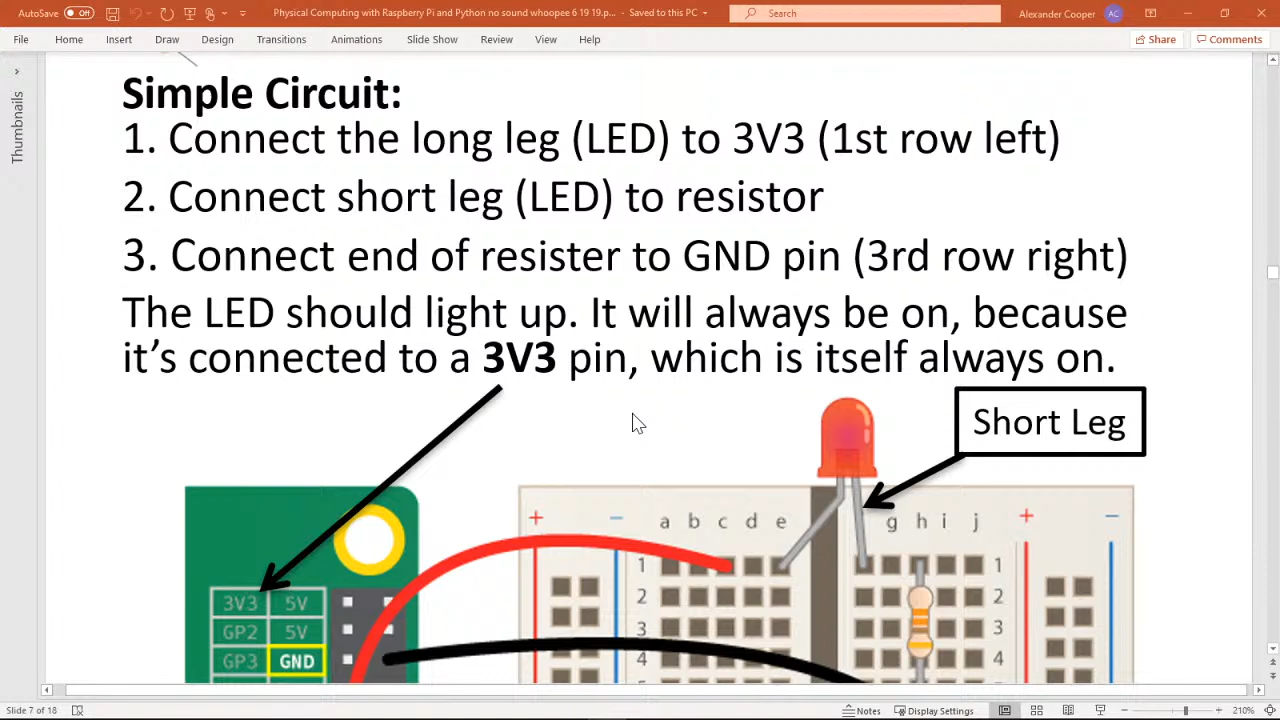 AutoSave Off Physical Computing with Raspberry Pi and Python no sound whoopee 6 19 19.p... - Saved to this PC Search Alexander Cooper AC
File Home Insert Draw Design Transitions Animations Slide Show Review View Help Share Comments
Thumbnails
Simple Circuit:
1. Connect the long leg (LED) to 3V3 (1st row left)
2. Connect short leg (LED) to resistor
3. Connect end of resister to GND pin (3rd row right)
The LED should light up. It will always be on, because
it's connected to a 3V3 pin, which is itself always on.
Short Leg
+ − a b c d e g h i j + −
1 1
2 2
3 3
4 4
3V3 5V
GP2 5V
GP3 GND
Slide 7 of 18 Notes Display Settings 210%